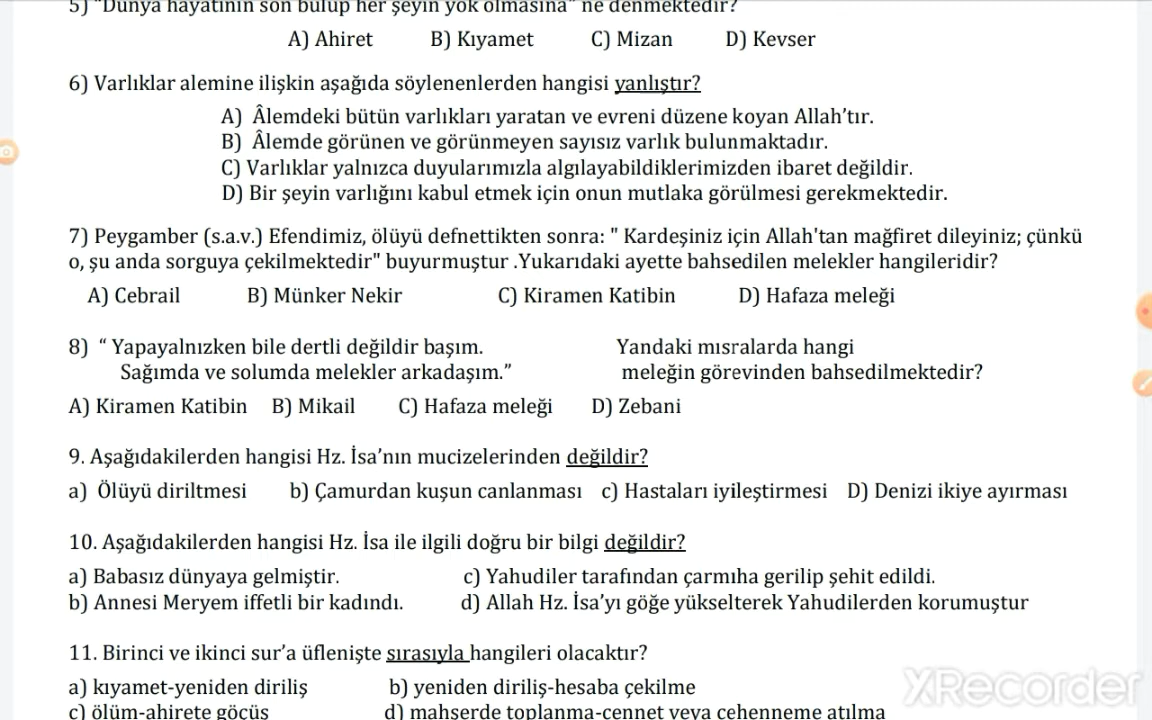 5) "Dünya hayatının son bulup her şeyin yok olmasına" ne denmektedir?
A) Ahiret B) Kıyamet C) Mizan D) Kevser
6) Varlıklar alemine ilişkin aşağıda söylenenlerden hangisi yanlıştır?
A) Âlemdeki bütün varlıkları yaratan ve evreni düzene koyan Allah’tır.
B) Âlemde görünen ve görünmeyen sayısız varlık bulunmaktadır.
C) Varlıklar yalnızca duyularımızla algılayabildiklerimizden ibaret değildir.
D) Bir şeyin varlığını kabul etmek için onun mutlaka görülmesi gerekmektedir.
7) Peygamber (s.a.v.) Efendimiz, ölüyü defnettikten sonra: " Kardeşiniz için Allah'tan mağfiret dileyiniz; çünkü
o, şu anda sorguya çekilmektedir" buyurmuştur .Yukarıdaki ayette bahsedilen melekler hangileridir?
A) Cebrail B) Münker Nekir C) Kiramen Katibin D) Hafaza meleği
8) “ Yapayalnızken bile dertli değildir başım. Yandaki mısralarda hangi
Sağımda ve solumda melekler arkadaşım.” meleğin görevinden bahsedilmektedir?
A) Kiramen Katibin B) Mikail C) Hafaza meleği D) Zebani
9. Aşağıdakilerden hangisi Hz. İsa’nın mucizelerinden değildir?
a) Ölüyü diriltmesi b) Çamurdan kuşun canlanması c) Hastaları iyileştirmesi D) Denizi ikiye ayırması
10. Aşağıdakilerden hangisi Hz. İsa ile ilgili doğru bir bilgi değildir?
a) Babasız dünyaya gelmiştir. c) Yahudiler tarafından çarmıha gerilip şehit edildi.
b) Annesi Meryem iffetli bir kadındı. d) Allah Hz. İsa’yı göğe yükselterek Yahudilerden korumuştur
11. Birinci ve ikinci sur’a üflenişte sırasıyla hangileri olacaktır?
a) kıyamet-yeniden diriliş b) yeniden diriliş-hesaba çekilme
c) ölüm-ahirete göçüş d) mahşerde toplanma-cennet veya cehenneme atılma
XRecorder